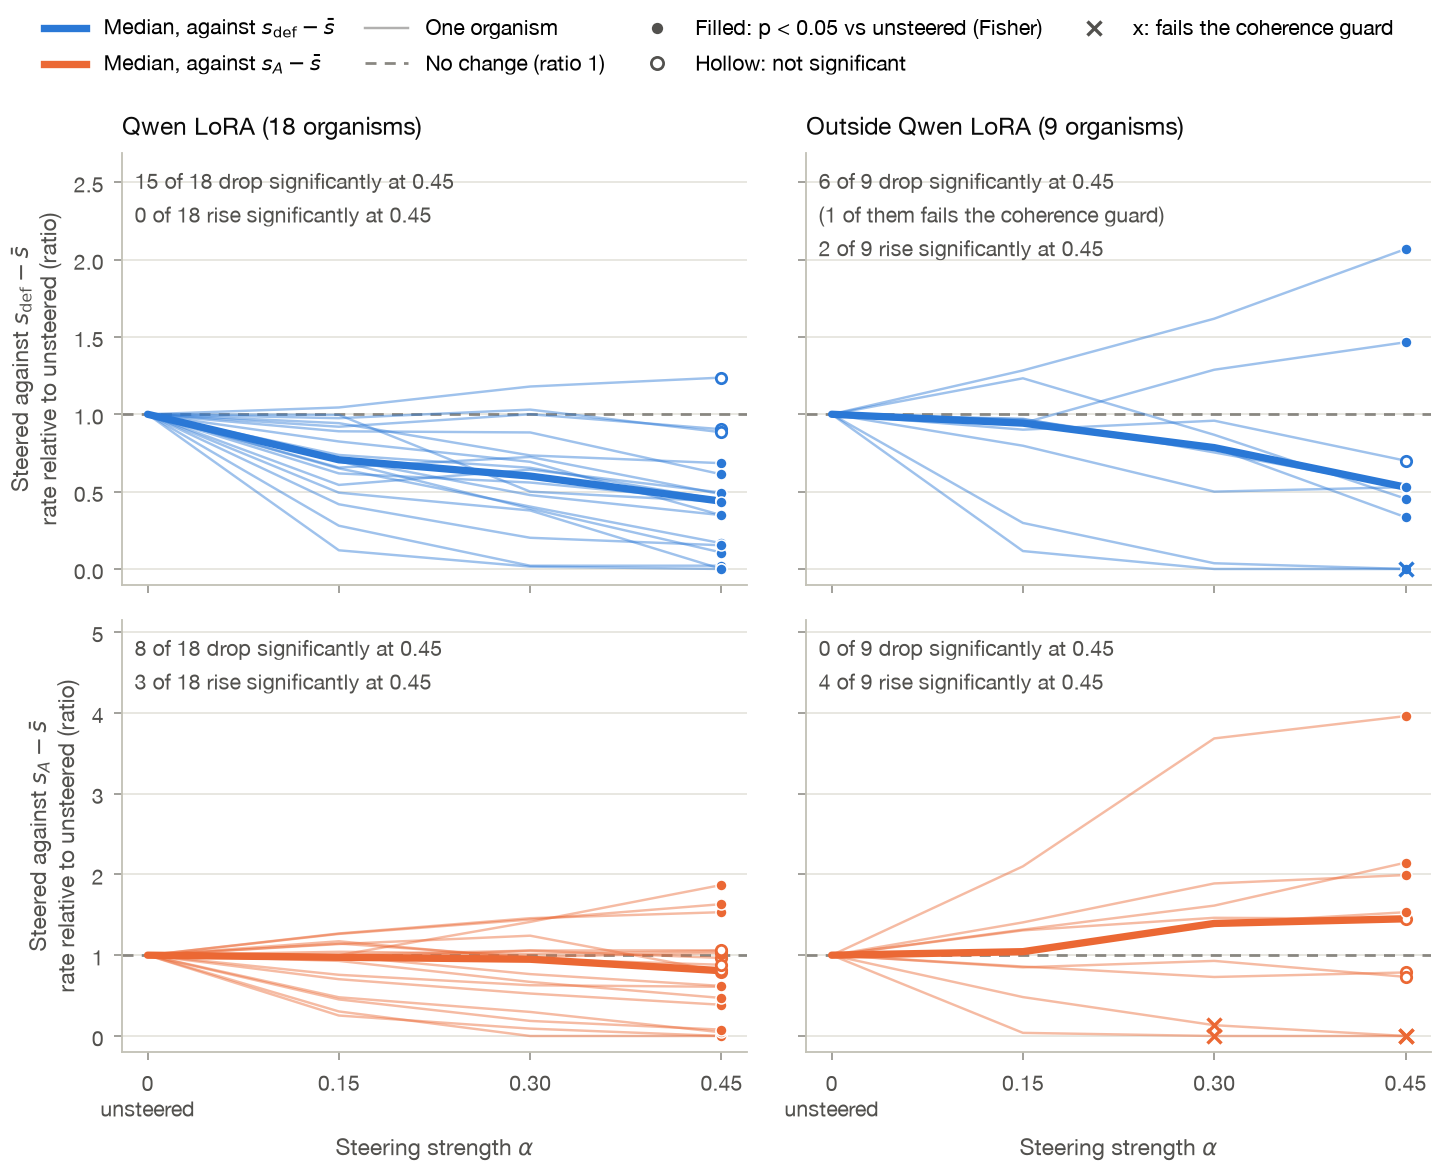 Median, against s_def − s̄
One organism
Filled: p < 0.05 vs unsteered (Fisher)
x: fails the coherence guard
Median, against s_A − s̄
No change (ratio 1)
Hollow: not significant
Qwen LoRA (18 organisms)
Outside Qwen LoRA (9 organisms)
Steered against s_def − s̄
rate relative to unsteered (ratio)
2.5
2.0
1.5
1.0
0.5
0.0
15 of 18 drop significantly at 0.45
0 of 18 rise significantly at 0.45
6 of 9 drop significantly at 0.45
(1 of them fails the coherence guard)
2 of 9 rise significantly at 0.45
Steered against s_A − s̄
rate relative to unsteered (ratio)
5
4
3
2
1
0
8 of 18 drop significantly at 0.45
3 of 18 rise significantly at 0.45
0 of 9 drop significantly at 0.45
4 of 9 rise significantly at 0.45
0 0.15 0.30 0.45
unsteered
Steering strength α
0 0.15 0.30 0.45
unsteered
Steering strength α